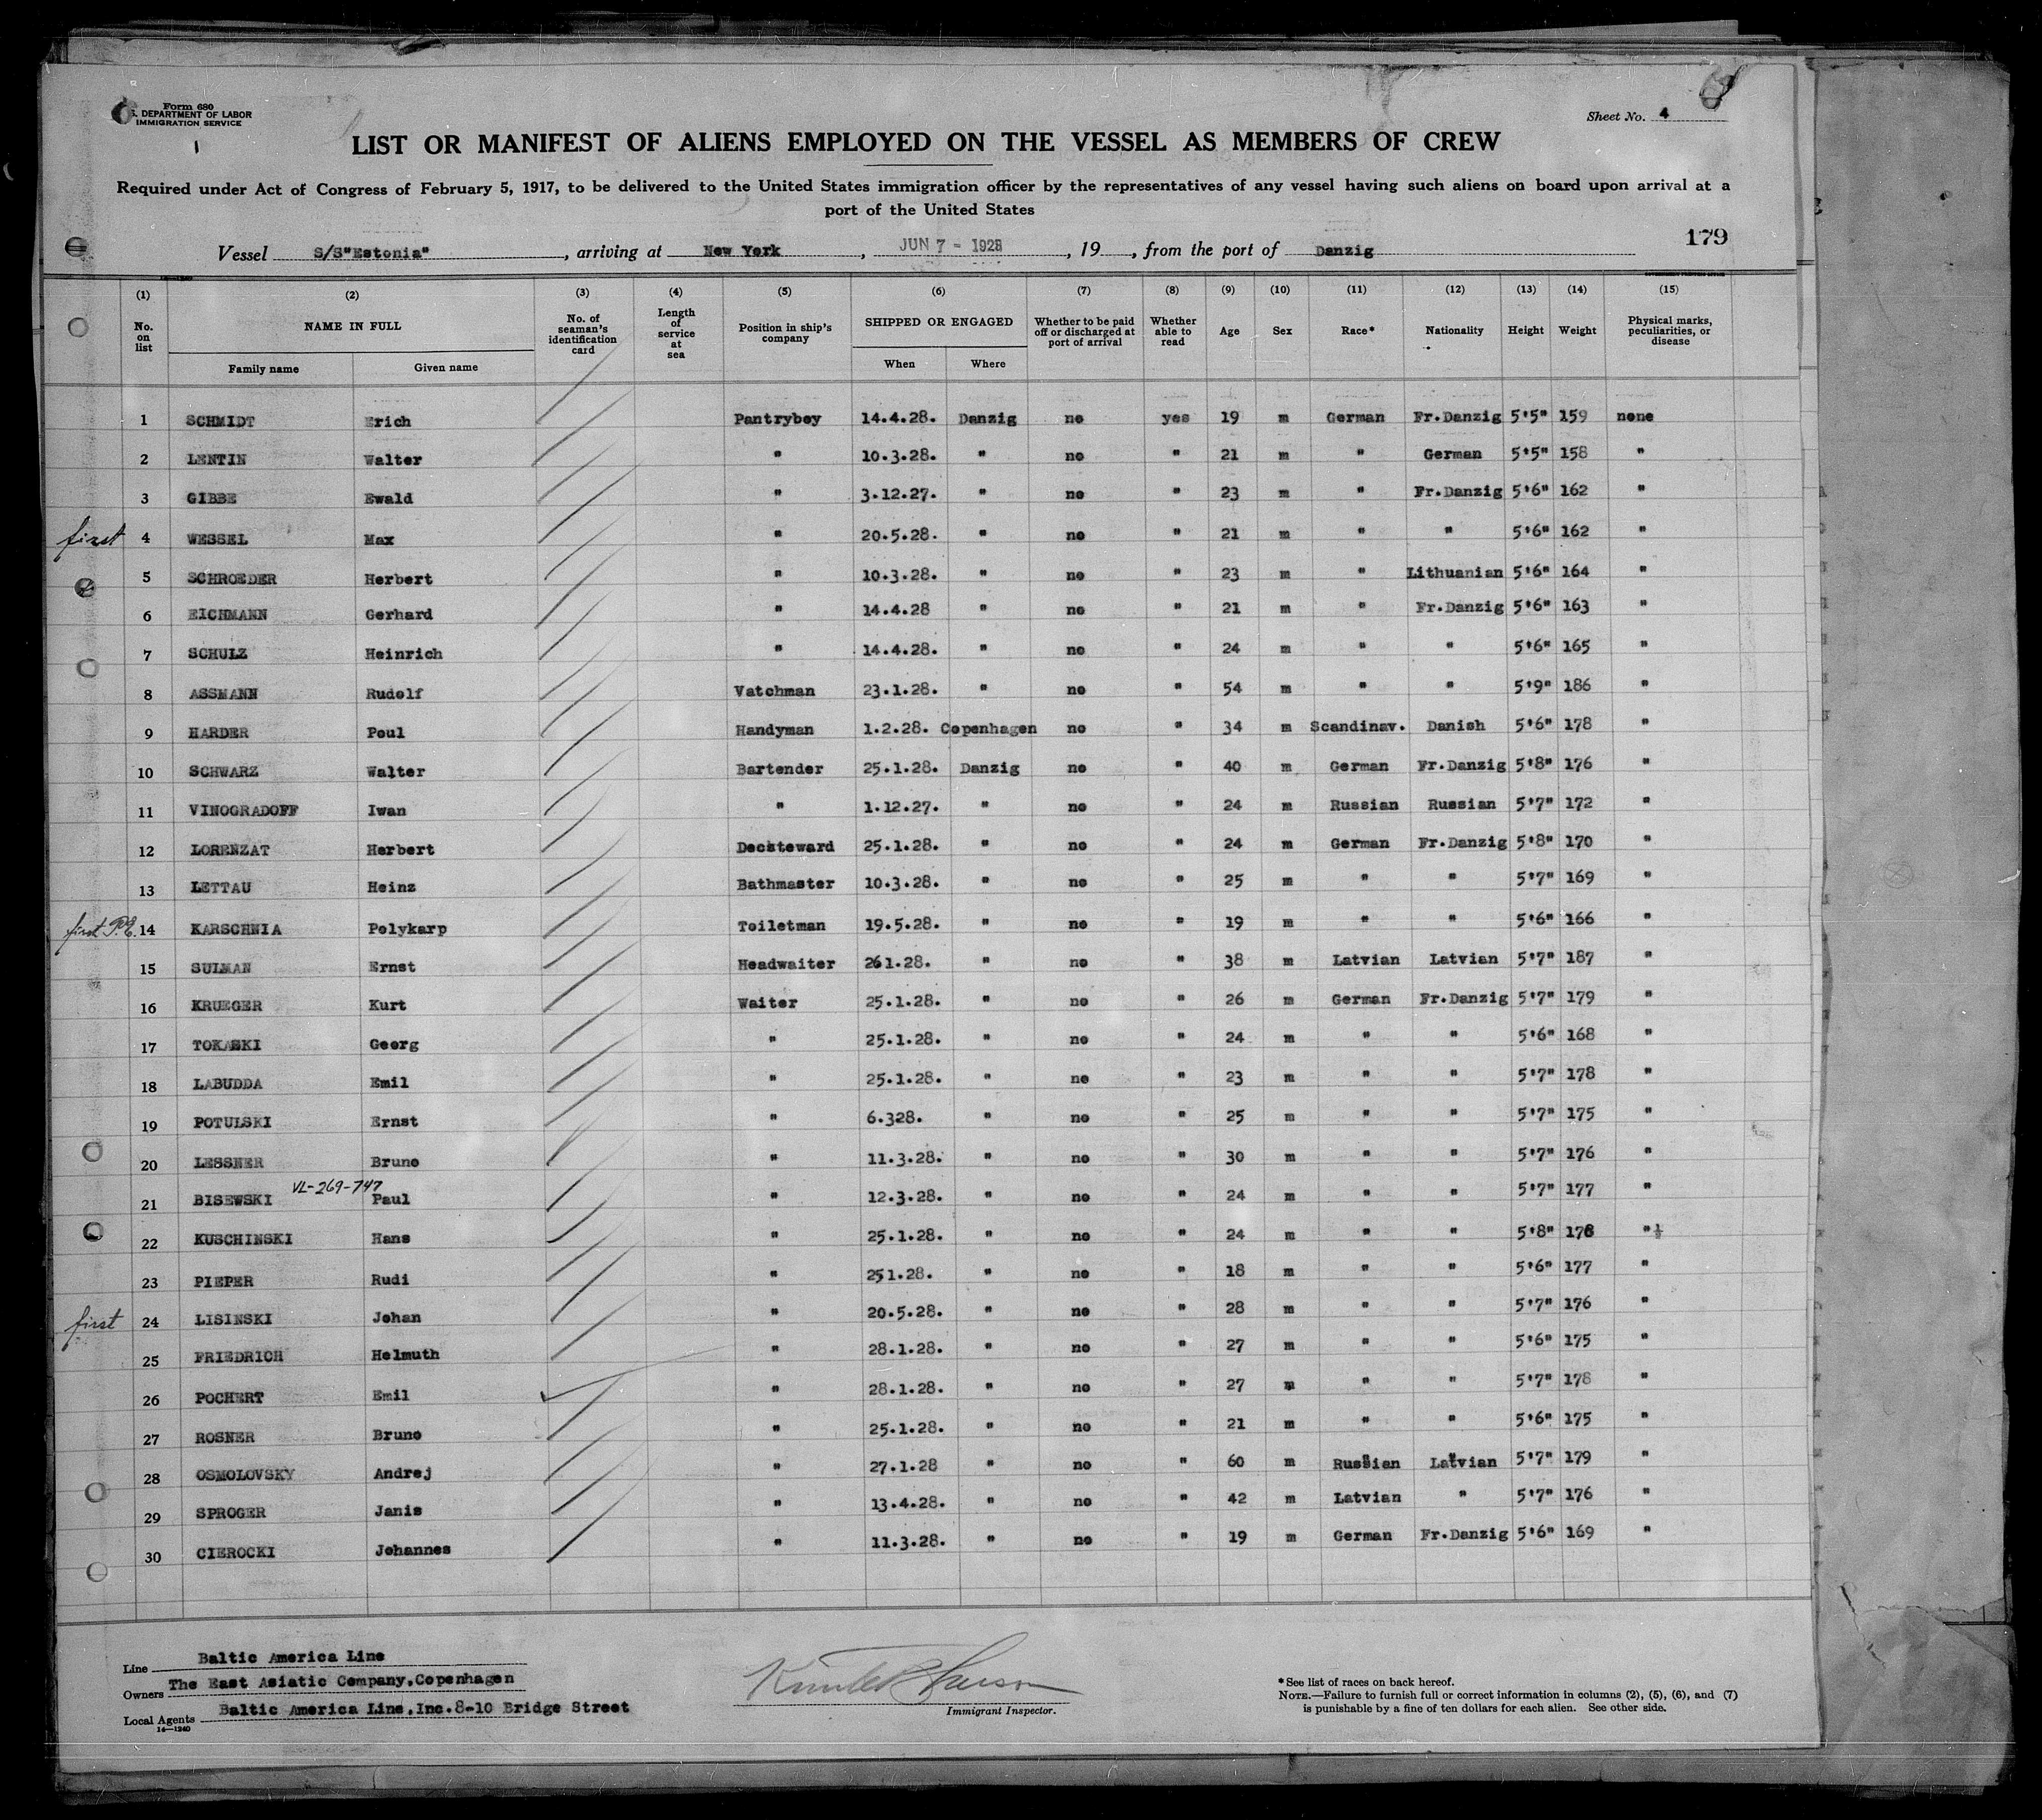 Form 680
S. DEPARTMENT OF LABOR
IMMIGRATION SERVICE
Sheet No. 4
LIST OR MANIFEST OF ALIENS EMPLOYED ON THE VESSEL AS MEMBERS OF CREW
Required under Act of Congress of February 5, 1917, to be delivered to the United States immigration officer by the representatives of any vessel having such aliens on board upon arrival at a
port of the United States
179
Vessel S/S"Estonia", arriving at New York, JUN 7 - 1928, 19, from the port of Danzig
(1) (2) (3) (4) (5) (6) (7) (8) (9) (10) (11) (12) (13) (14) (15)
No. on list NAME IN FULL No. of seaman's identification card Length of service at sea Position in ship's company SHIPPED OR ENGAGED Whether to be paid off or discharged at port of arrival Whether able to read Age Sex Race* Nationality Height Weight Physical marks, peculiarities, or disease
Family name Given name When Where
1 SCHMIDT Erich Pantryboy 14.4.28. Danzig no yes 19 m German Fr.Danzig 5'5" 159 none
2 LENTIN Walter " 10.3.28. " no " 21 m " German 5'5" 158 "
3 GIBBE Ewald " 3.12.27. " no " 23 m " Fr.Danzig 5'6" 162 "
first 4 WESSEL Max " 20.5.28. " no " 21 m " " 5'6" 162 "
5 SCHROEDER Herbert " 10.3.28. " no " 23 m " Lithuanian 5'6" 164 "
6 EICHMANN Gerhard " 14.4.28 " no " 21 m " Fr.Danzig 5'6" 163 "
7 SCHULZ Heinrich " 14.4.28. " no " 24 m " " 5'6" 165 "
8 ASSMANN Rudolf Vatchman 23.1.28. " no " 54 m " " 5'9" 186 "
9 HARDER Poul Handyman 1.2.28. Copenhagen no " 34 m Scandinav. Danish 5'6" 178 "
10 SCHWARZ Walter Bartender 25.1.28. Danzig no " 40 m German Fr.Danzig 5'8" 176 "
11 VINOGRADOFF Iwan " 1.12.27. " no " 24 m Russian Russian 5'7" 172 "
12 LORENZAT Herbert Decsteward 25.1.28. " no " 24 m German Fr.Danzig 5'8" 170 "
13 LETTAU Heinz Bathmaster 10.3.28. " no " 25 m " " 5'7" 169 "
first P.E. 14 KARSCHNIA Polykarp Toiletman 19.5.28. " no " 19 m " " 5'6" 166 "
15 SULMAN Ernst Headwaiter 261.28. " no " 38 m Latvian Latvian 5'7" 187 "
16 KRUEGER Kurt Waiter 25.1.28. " no " 26 m German Fr.Danzig 5'7" 179 "
17 TOKASKI Georg " 25.1.28. " no " 24 m " " 5'6" 168 "
18 LABUDDA Emil " 25.1.28. " no " 23 m " " 5'7" 178 "
19 POTULSKI Ernst " 6.328. " no " 25 m " " 5'7" 175 "
20 LESSNER Bruno " 11.3.28. " no " 30 m " " 5'7" 176 "
VL-269-747
21 BISEWSKI Paul " 12.3.28. " no " 24 m " " 5'7" 177 "
22 KUSCHINSKI Hans " 25.1.28. " no " 24 m " " 5'8" 178 "
23 PIEPER Rudi " 251.28. " no " 18 m " " 5'6" 177 "
first 24 LISINSKI Johan " 20.5.28. " no " 28 m " " 5'7" 176 "
25 FRIEDRICH Helmuth " 28.1.28. " no " 27 m " " 5'6" 175 "
26 POCHERT Emil " 28.1.28. " no " 27 m " " 5'7" 178 "
27 ROSNER Bruno " 25.1.28. " no " 21 m " " 5'6" 175 "
28 OSMOLOVSKY Andrej " 27.1.28 " no " 60 m Russian Latvian 5'7" 179 "
29 SPROGER Janis " 13.4.28. " no " 42 m Latvian " 5'7" 176 "
30 CIEROCKI Johannes " 11.3.28. " no " 19 m German Fr.Danzig 5'6" 169 "
Line Baltic America Line
Owners The East Asiatic Company,Copenhagen
Local Agents Baltic America Line,Inc.8-10 Bridge Street
14—1240
Immigrant Inspector.
*See list of races on back hereof.
NOTE.—Failure to furnish full or correct information in columns (2), (5), (6), and (7)
is punishable by a fine of ten dollars for each alien. See other side.